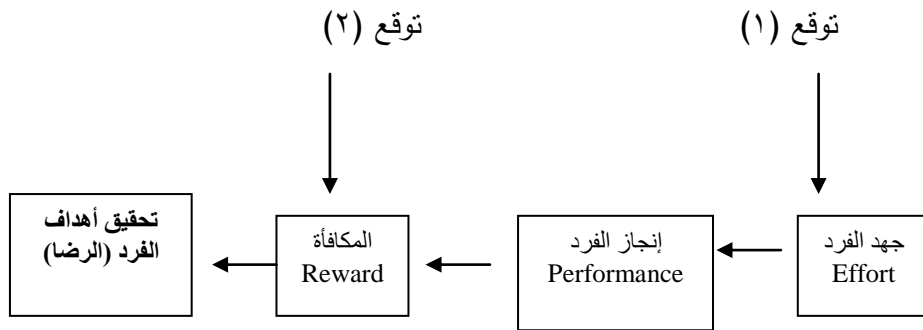 توقع (١)
توقع (٢)
جهد الفرد
Effort
إنجاز الفرد
Performance
المكافأة
Reward
تحقيق أهداف
الفرد (الرضا)